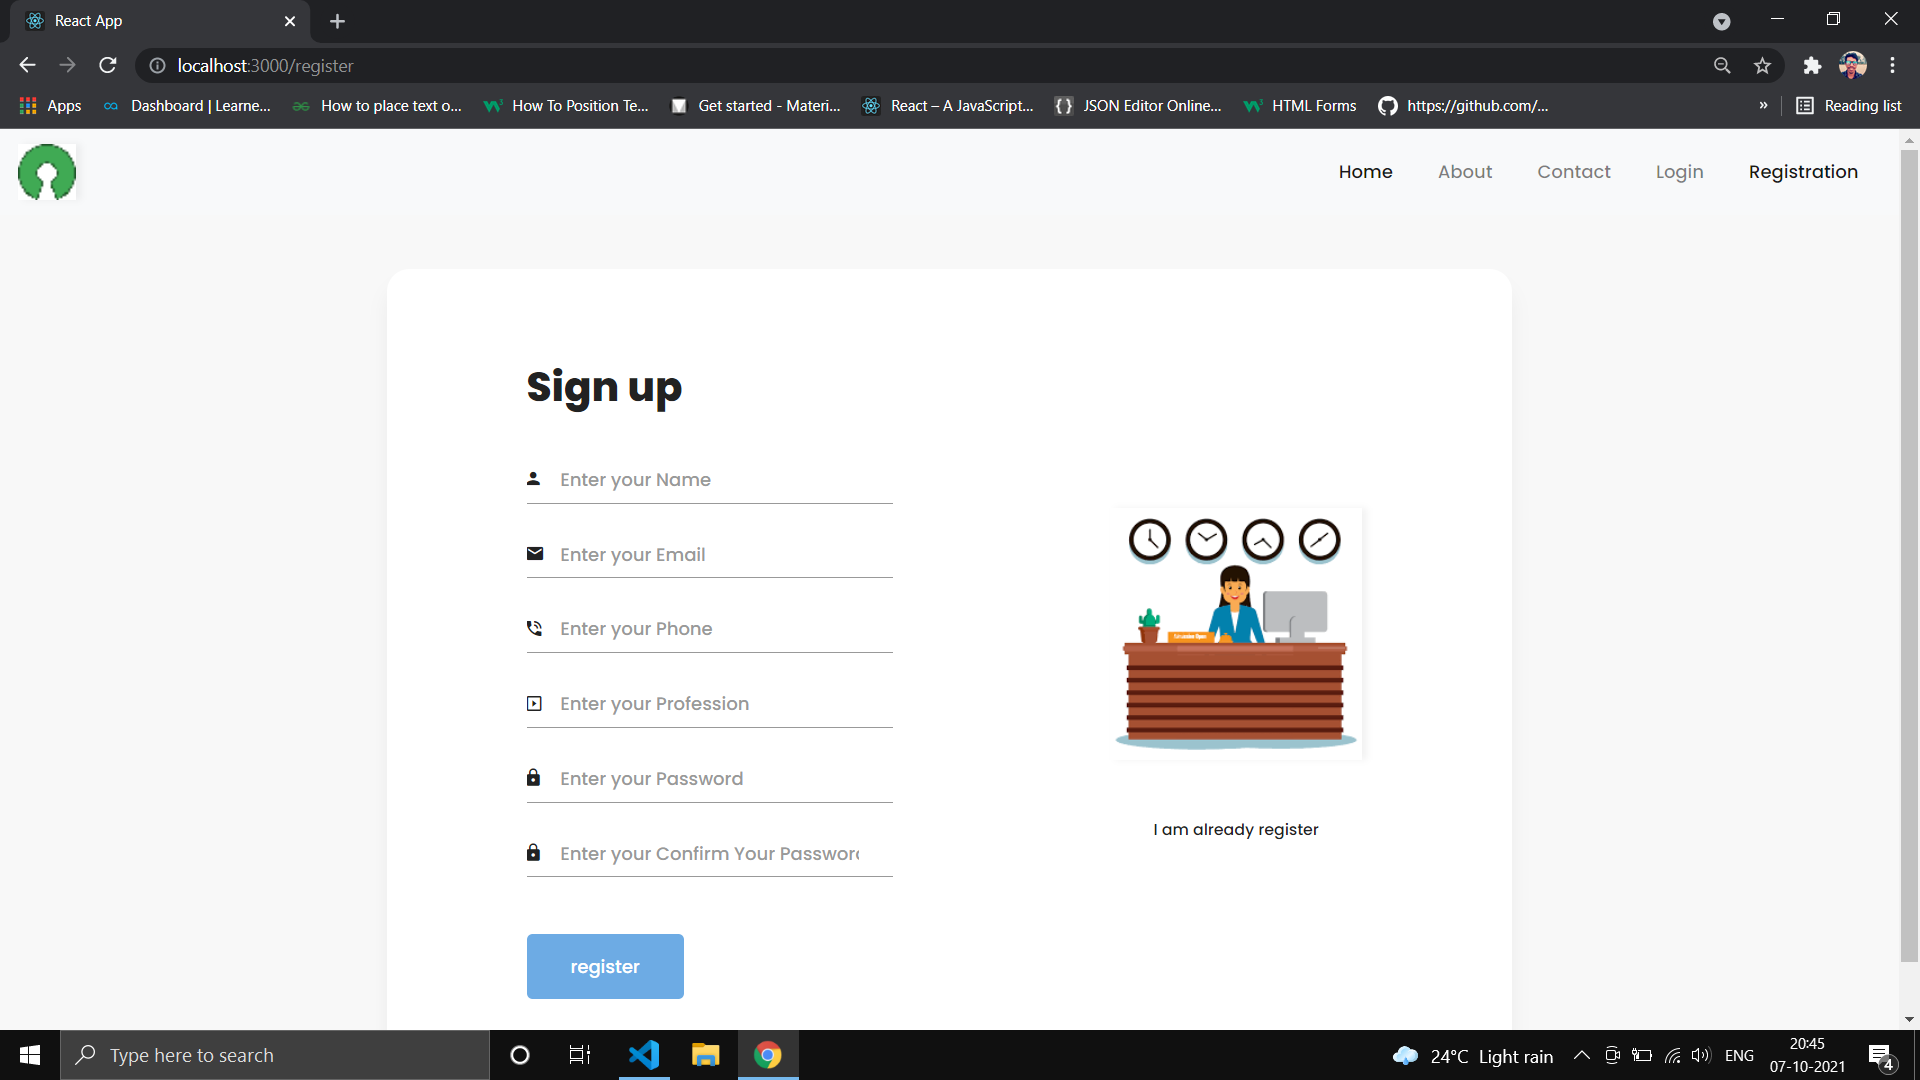 React App
localhost:3000/register
Apps
Dashboard | Learne...
How to place text o...
How To Position Te...
Get started - Materi...
React – A JavaScript...
JSON Editor Online...
HTML Forms
https://github.com/...
»
Reading list
Home
About
Contact
Login
Registration
Sign up
Enter your Name
Enter your Email
Enter your Phone
Enter your Profession
Enter your Password
Enter your Confirm Your Password
I am already register
register
Type here to search
24°C Light rain
ENG
20:45
07-10-2021
4